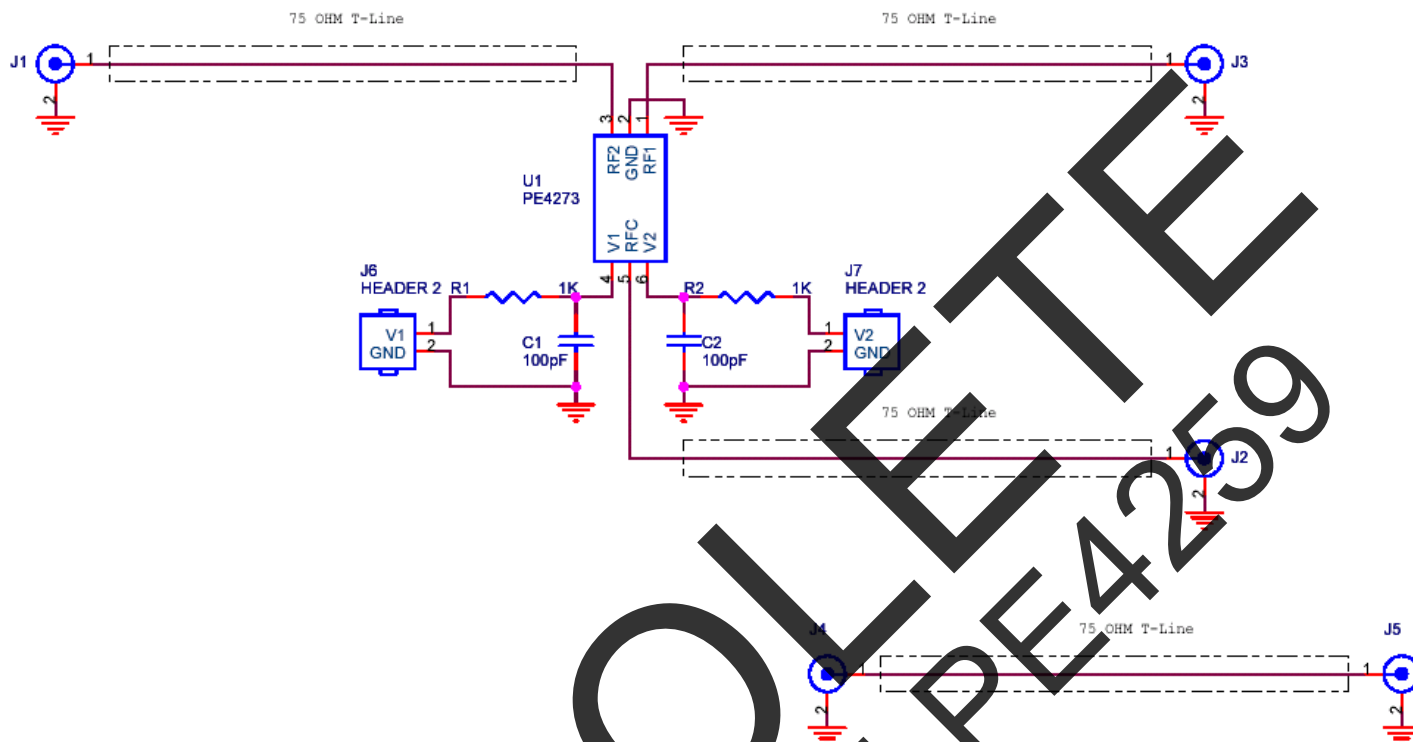 75 OHM T-Line
75 OHM T-Line
J1
1
2
1
J3
2
3
2
1
RF2
GND
RF1
U1
PE4273
V1
RFC
V2
4
5
6
J6
HEADER 2
R1
1K
R2
1K
J7
HEADER 2
V1
GND
1
2
C1
100pF
C2
100pF
1
2
V2
GND
75 OHM T-Line
1
J2
2
J4
75 OHM T-Line
J5
1
2
1
2
OLETE
PE4259